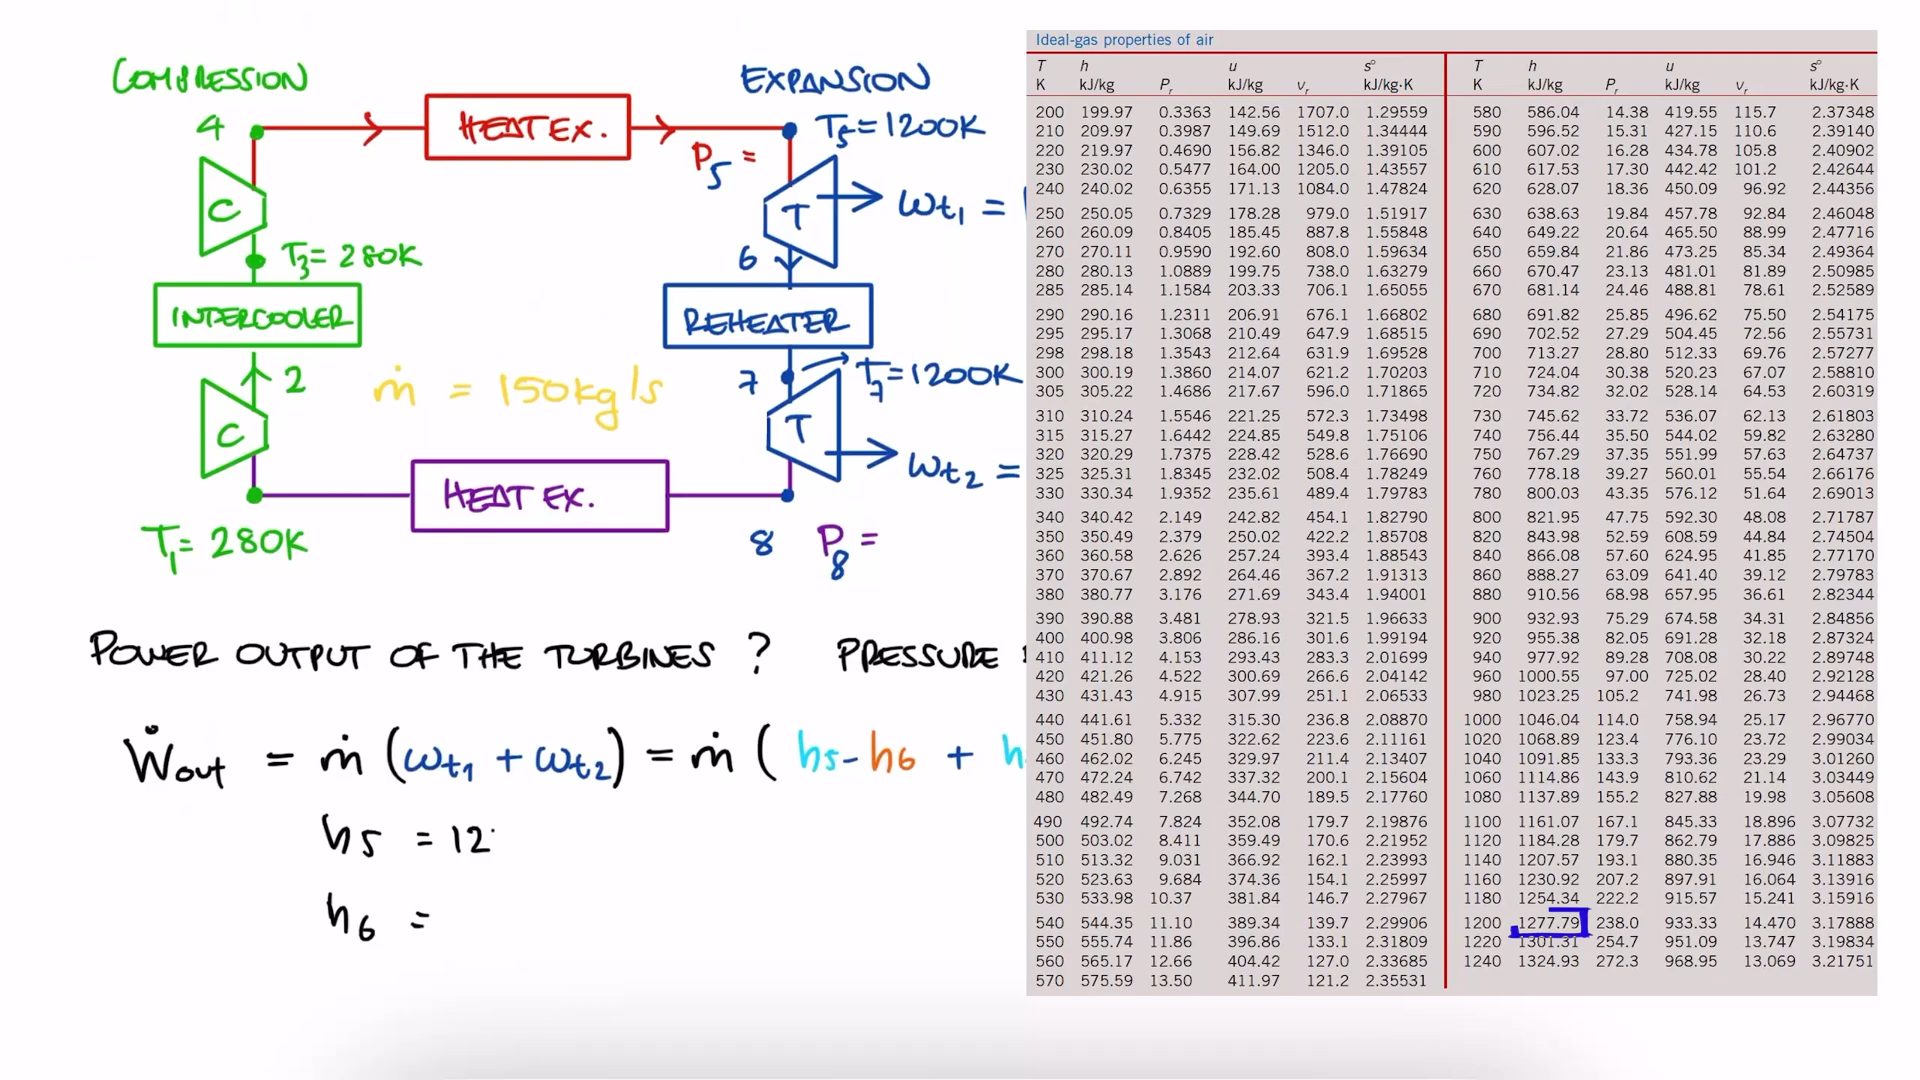 COMPRESSION
EXPANSION
4
HEAT EX.
T5 = 1200K
P5 =
C
T
wt1 =
T3 = 280K
6
INTERCOOLER
REHEATER
2
ṁ = 150 kg/s
7
T7 = 1200K
C
T
wt2 =
HEAT EX.
T1 = 280K
8
P8 =
POWER OUTPUT OF THE TURBINES ? PRESSURE
Ẇout = ṁ (wt1 + wt2) = ṁ ( h5 - h6 + h
h5 = 12
h6 =
Ideal-gas properties of air
T h u s° T h u s°
K kJ/kg Pr kJ/kg vr kJ/kg·K K kJ/kg Pr kJ/kg vr kJ/kg·K
200 199.97 0.3363 142.56 1707.0 1.29559 580 586.04 14.38 419.55 115.7 2.37348
210 209.97 0.3987 149.69 1512.0 1.34444 590 596.52 15.31 427.15 110.6 2.39140
220 219.97 0.4690 156.82 1346.0 1.39105 600 607.02 16.28 434.78 105.8 2.40902
230 230.02 0.5477 164.00 1205.0 1.43557 610 617.53 17.30 442.42 101.2 2.42644
240 240.02 0.6355 171.13 1084.0 1.47824 620 628.07 18.36 450.09 96.92 2.44356
250 250.05 0.7329 178.28 979.0 1.51917 630 638.63 19.84 457.78 92.84 2.46048
260 260.09 0.8405 185.45 887.8 1.55848 640 649.22 20.64 465.50 88.99 2.47716
270 270.11 0.9590 192.60 808.0 1.59634 650 659.84 21.86 473.25 85.34 2.49364
280 280.13 1.0889 199.75 738.0 1.63279 660 670.47 23.13 481.01 81.89 2.50985
285 285.14 1.1584 203.33 706.1 1.65055 670 681.14 24.46 488.81 78.61 2.52589
290 290.16 1.2311 206.91 676.1 1.66802 680 691.82 25.85 496.62 75.50 2.54175
295 295.17 1.3068 210.49 647.9 1.68515 690 702.52 27.29 504.45 72.56 2.55731
298 298.18 1.3543 212.64 631.9 1.69528 700 713.27 28.80 512.33 69.76 2.57277
300 300.19 1.3860 214.07 621.2 1.70203 710 724.04 30.38 520.23 67.07 2.58810
305 305.22 1.4686 217.67 596.0 1.71865 720 734.82 32.02 528.14 64.53 2.60319
310 310.24 1.5546 221.25 572.3 1.73498 730 745.62 33.72 536.07 62.13 2.61803
315 315.27 1.6442 224.85 549.8 1.75106 740 756.44 35.50 544.02 59.82 2.63280
320 320.29 1.7375 228.42 528.6 1.76690 750 767.29 37.35 551.99 57.63 2.64737
325 325.31 1.8345 232.02 508.4 1.78249 760 778.18 39.27 560.01 55.54 2.66176
330 330.34 1.9352 235.61 489.4 1.79783 780 800.03 43.35 576.12 51.64 2.69013
340 340.42 2.149 242.82 454.1 1.82790 800 821.95 47.75 592.30 48.08 2.71787
350 350.49 2.379 250.02 422.2 1.85708 820 843.98 52.59 608.59 44.84 2.74504
360 360.58 2.626 257.24 393.4 1.88543 840 866.08 57.60 624.95 41.85 2.77170
370 370.67 2.892 264.46 367.2 1.91313 860 888.27 63.09 641.40 39.12 2.79783
380 380.77 3.176 271.69 343.4 1.94001 880 910.56 68.98 657.95 36.61 2.82344
390 390.88 3.481 278.93 321.5 1.96633 900 932.93 75.29 674.58 34.31 2.84856
400 400.98 3.806 286.16 301.6 1.99194 920 955.38 82.05 691.28 32.18 2.87324
410 411.12 4.153 293.43 283.3 2.01699 940 977.92 89.28 708.08 30.22 2.89748
420 421.26 4.522 300.69 266.6 2.04142 960 1000.55 97.00 725.02 28.40 2.92128
430 431.43 4.915 307.99 251.1 2.06533 980 1023.25 105.2 741.98 26.73 2.94468
440 441.61 5.332 315.30 236.8 2.08870 1000 1046.04 114.0 758.94 25.17 2.96770
450 451.80 5.775 322.62 223.6 2.11161 1020 1068.89 123.4 776.10 23.72 2.99034
460 462.02 6.245 329.97 211.4 2.13407 1040 1091.85 133.3 793.36 23.29 3.01260
470 472.24 6.742 337.32 200.1 2.15604 1060 1114.86 143.9 810.62 21.14 3.03449
480 482.49 7.268 344.70 189.5 2.17760 1080 1137.89 155.2 827.88 19.98 3.05608
490 492.74 7.824 352.08 179.7 2.19876 1100 1161.07 167.1 845.33 18.896 3.07732
500 503.02 8.411 359.49 170.6 2.21952 1120 1184.28 179.7 862.79 17.886 3.09825
510 513.32 9.031 366.92 162.1 2.23993 1140 1207.57 193.1 880.35 16.946 3.11883
520 523.63 9.684 374.36 154.1 2.25997 1160 1230.92 207.2 897.91 16.064 3.13916
530 533.98 10.37 381.84 146.7 2.27967 1180 1254.34 222.2 915.57 15.241 3.15916
540 544.35 11.10 389.34 139.7 2.29906 1200 1277.79 238.0 933.33 14.470 3.17888
550 555.74 11.86 396.86 133.1 2.31809 1220 1301.31 254.7 951.09 13.747 3.19834
560 565.17 12.66 404.42 127.0 2.33685 1240 1324.93 272.3 968.95 13.069 3.21751
570 575.59 13.50 411.97 121.2 2.35531